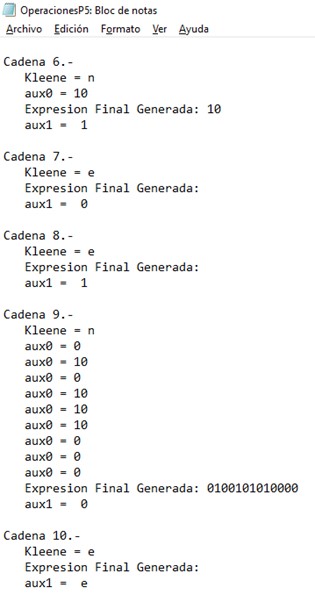 OperacionesP5: Bloc de notas
Archivo Edición Formato Ver Ayuda
Cadena 6.-
Kleene = n
aux0 = 10
Expresion Final Generada: 10
aux1 = 1
Cadena 7.-
Kleene = e
Expresion Final Generada:
aux1 = 0
Cadena 8.-
Kleene = e
Expresion Final Generada:
aux1 = 1
Cadena 9.-
Kleene = n
aux0 = 0
aux0 = 10
aux0 = 0
aux0 = 10
aux0 = 10
aux0 = 10
aux0 = 0
aux0 = 0
aux0 = 0
Expresion Final Generada: 0100101010000
aux1 = 0
Cadena 10.-
Kleene = e
Expresion Final Generada:
aux1 = e